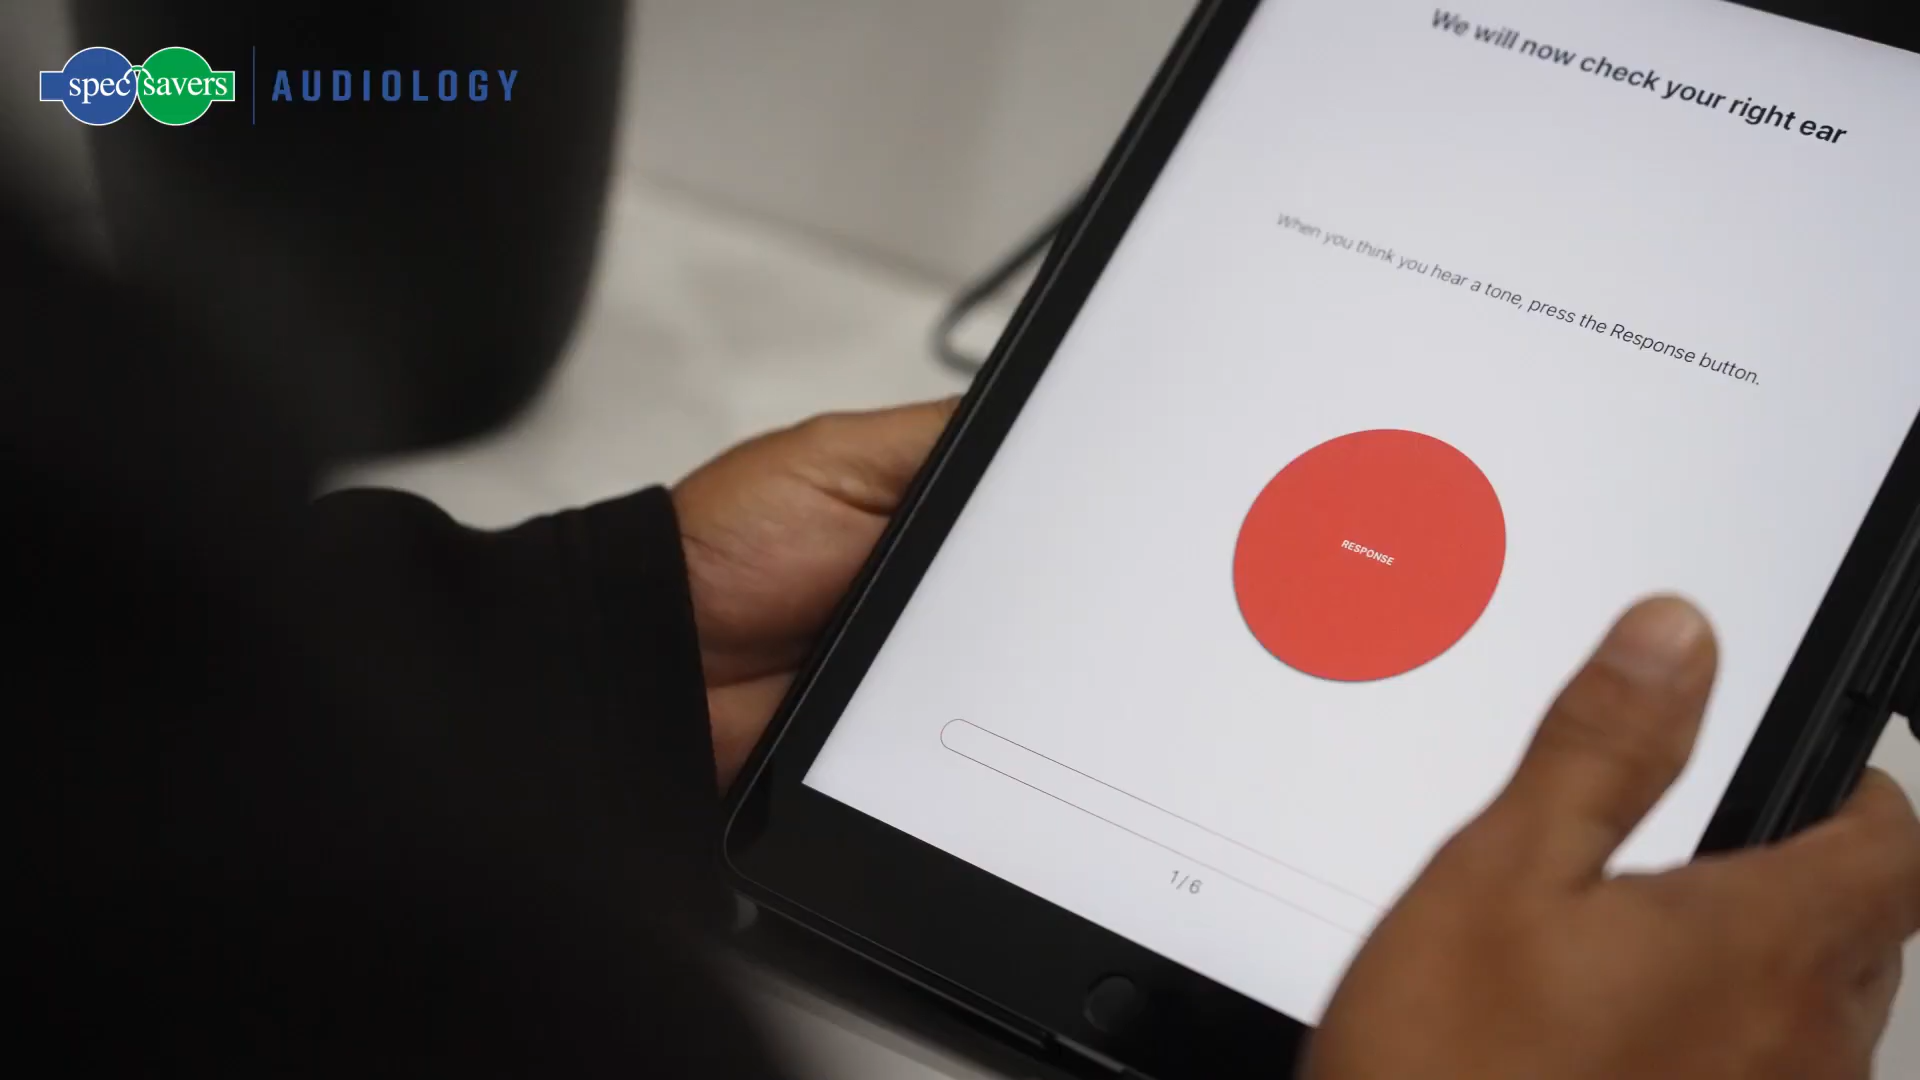 specsavers
AUDIOLOGY
We will now check your right ear
When you think you hear a tone, press the Response button.
RESPONSE
1/6